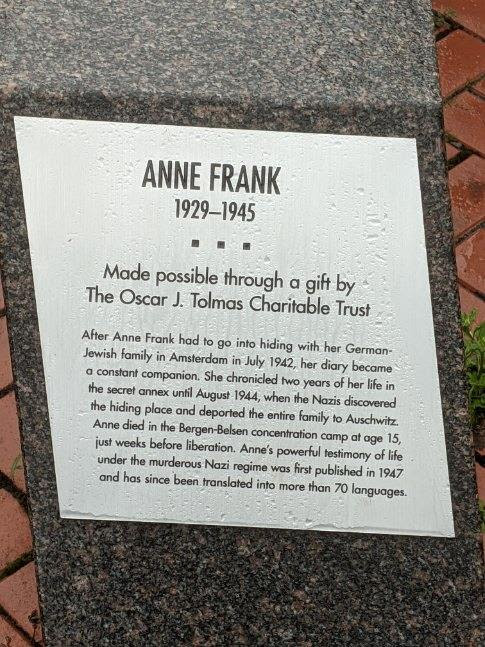 ANNE FRANK
1929–1945
▪ ▪ ▪
Made possible through a gift by
The Oscar J. Tolmas Charitable Trust
After Anne Frank had to go into hiding with her German-
Jewish family in Amsterdam in July 1942, her diary became
a constant companion. She chronicled two years of her life in
the secret annex until August 1944, when the Nazis discovered
the hiding place and deported the entire family to Auschwitz.
Anne died in the Bergen-Belsen concentration camp at age 15,
just weeks before liberation. Anne's powerful testimony of life
under the murderous Nazi regime was first published in 1947
and has since been translated into more than 70 languages.